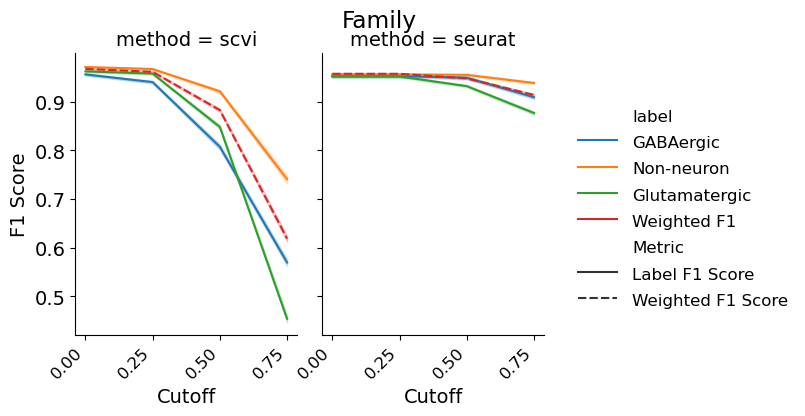 Family
method = scvi
method = seurat
F1 Score
0.9
0.8
0.7
0.6
0.5
0.00
0.25
0.50
0.75
0.00
0.25
0.50
0.75
Cutoff
Cutoff
label
GABAergic
Non-neuron
Glutamatergic
Weighted F1
Metric
Label F1 Score
Weighted F1 Score